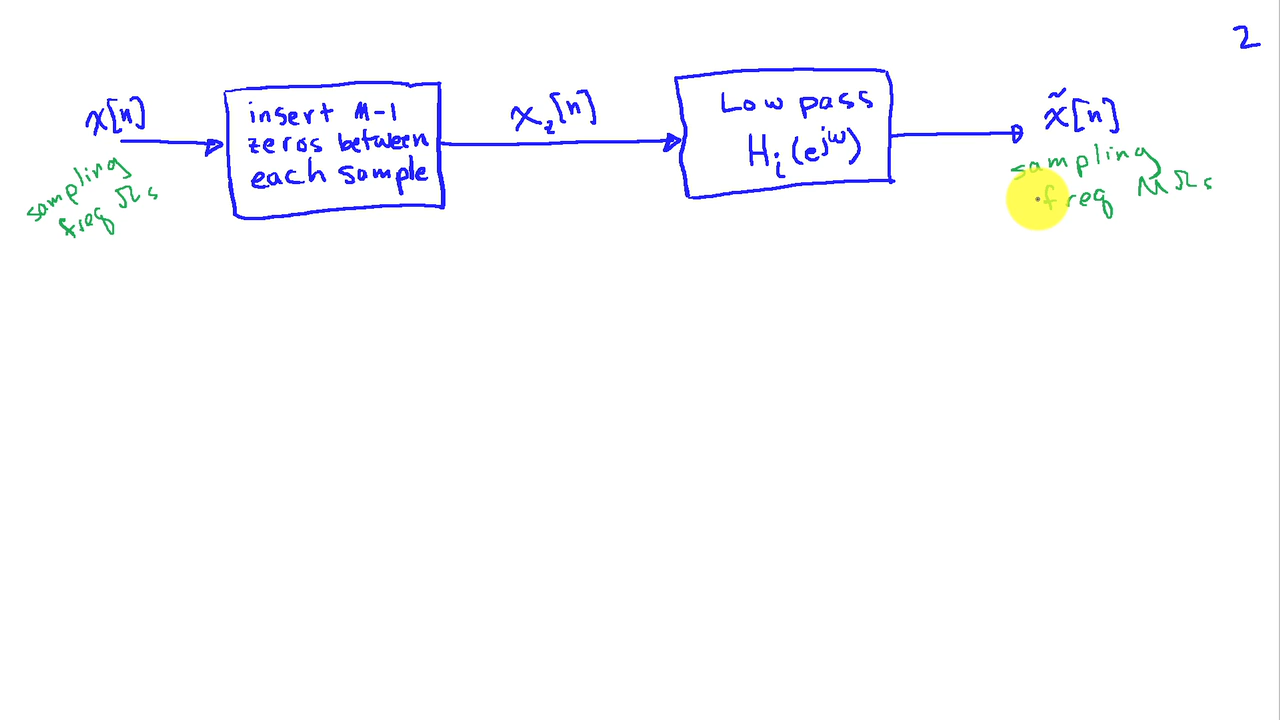 2
x[n]
insert M-1
zeros between
each sample
x_z[n]
Low pass
H_i(e^{jω})
x̃[n]
sampling
freq Ωs
sampling
freq MΩs